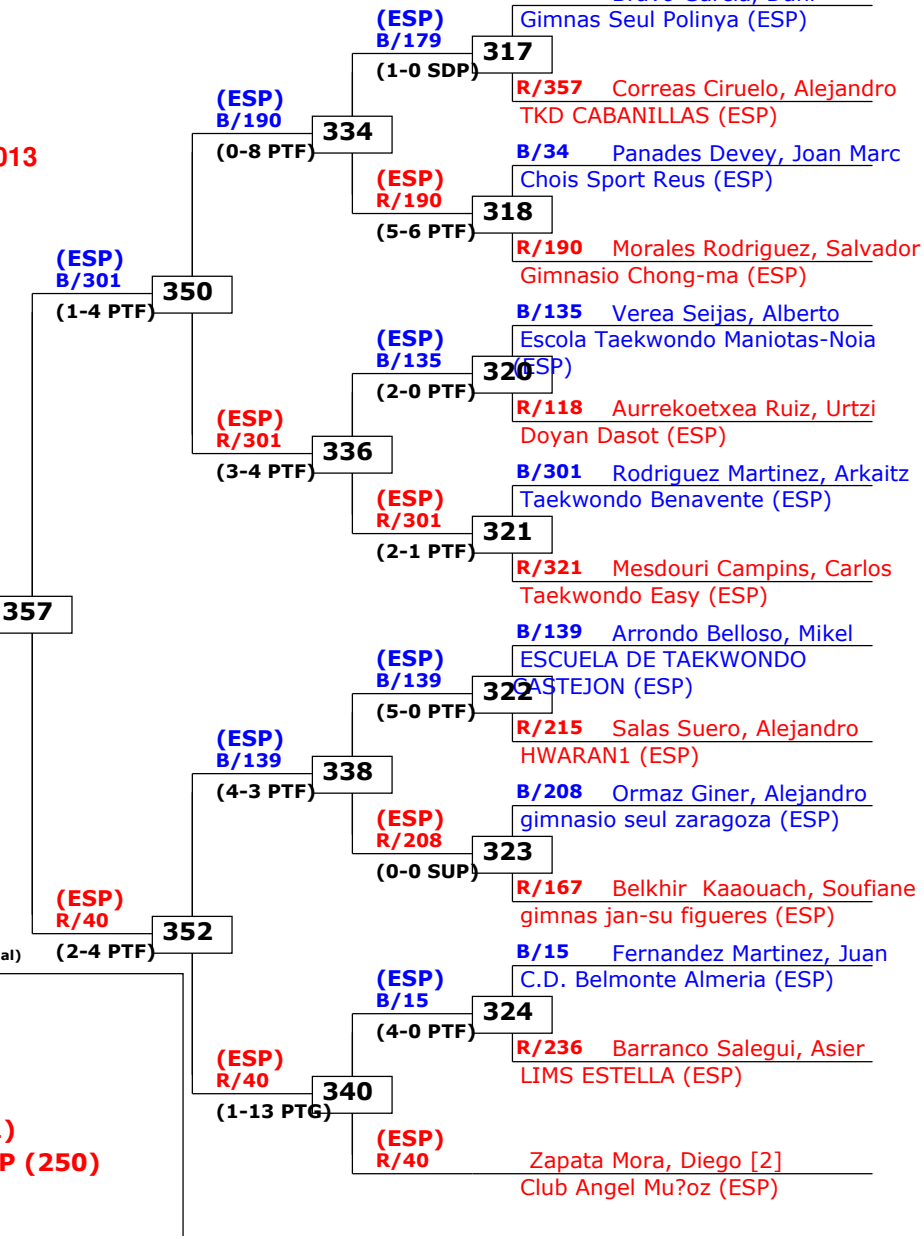 Gimnas Seul Polinya (ESP)
(ESP)
B/179
(1-0 SDP)
317
R/357 Correas Ciruelo, Alejandro
TKD CABANILLAS (ESP)
(ESP)
B/190
(0-8 PTF)
334
013
B/34 Panades Devey, Joan Marc
Chois Sport Reus (ESP)
(ESP)
R/190
(5-6 PTF)
318
R/190 Morales Rodriguez, Salvador
Gimnasio Chong-ma (ESP)
(ESP)
B/301
(1-4 PTF)
350
B/135 Verea Seijas, Alberto
Escola Taekwondo Maniotas-Noia
(ESP)
(ESP)
B/135
(2-0 PTF)
320
R/118 Aurrekoetxea Ruiz, Urtzi
Doyan Dasot (ESP)
(ESP)
R/301
(3-4 PTF)
336
B/301 Rodriguez Martinez, Arkaitz
Taekwondo Benavente (ESP)
(ESP)
R/301
(2-1 PTF)
321
R/321 Mesdouri Campins, Carlos
Taekwondo Easy (ESP)
357
B/139 Arrondo Belloso, Mikel
ESCUELA DE TAEKWONDO
CASTEJON (ESP)
(ESP)
B/139
(5-0 PTF)
322
R/215 Salas Suero, Alejandro
HWARAN1 (ESP)
(ESP)
B/139
(4-3 PTF)
338
B/208 Ormaz Giner, Alejandro
gimnasio seul zaragoza (ESP)
(ESP)
R/208
(0-0 SUP)
323
R/167 Belkhir Kaaouach, Soufiane
gimnas jan-su figueres (ESP)
(ESP)
R/40
(2-4 PTF)
352
al)
B/15 Fernandez Martinez, Juan
C.D. Belmonte Almeria (ESP)
(ESP)
B/15
(4-0 PTF)
324
R/236 Barranco Salegui, Asier
LIMS ESTELLA (ESP)
(ESP)
R/40
(1-13 PTG)
340
(ESP)
R/40
Zapata Mora, Diego [2]
Club Angel Mu?oz (ESP)
)
P (250)